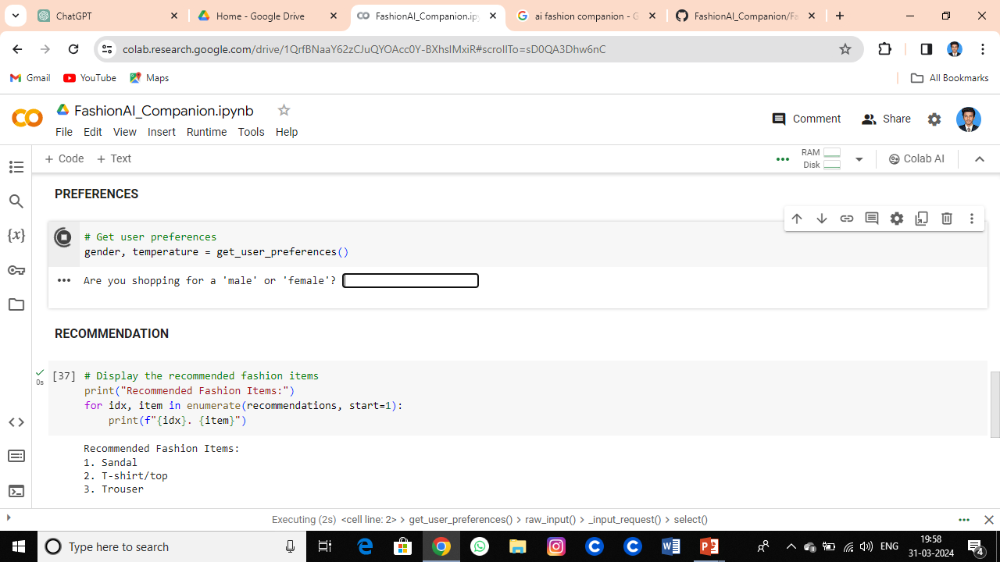 ChatGPT
Home - Google Drive
FashionAI_Companion.ip
ai fashion companion - G
FashionAI_Companion/Fa
colab.research.google.com/drive/1QrfBNaaY62zCJuQYOAcc0Y-BXhsIMxiR#scrollTo=sD0QA3Dhw6nC
Gmail
YouTube
Maps
All Bookmarks
FashionAI_Companion.ipynb
File Edit View Insert Runtime Tools Help
Comment
Share
+ Code + Text
RAM
Disk
Colab AI
PREFERENCES
# Get user preferences
gender, temperature = get_user_preferences()
Are you shopping for a 'male' or 'female'?
RECOMMENDATION
[37] # Display the recommended fashion items
0s
print("Recommended Fashion Items:")
for idx, item in enumerate(recommendations, start=1):
print(f"{idx}. {item}")
Recommended Fashion Items:
1. Sandal
2. T-shirt/top
3. Trouser
Executing (2s) <cell line: 2> > get_user_preferences() > raw_input() > _input_request() > select()
Type here to search
ENG
19:58
31-03-2024
4